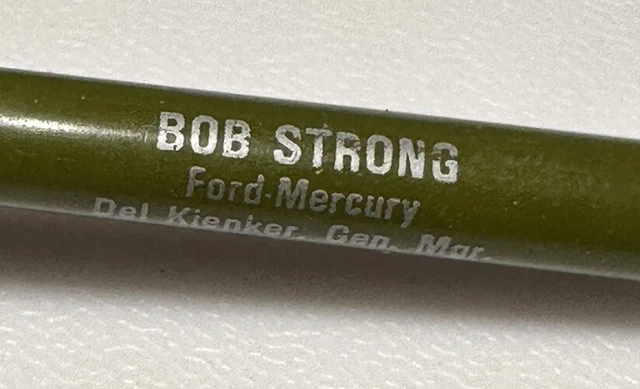 BOB STRONG
Ford-Mercury
Del Kienker, Gen. Mgr.